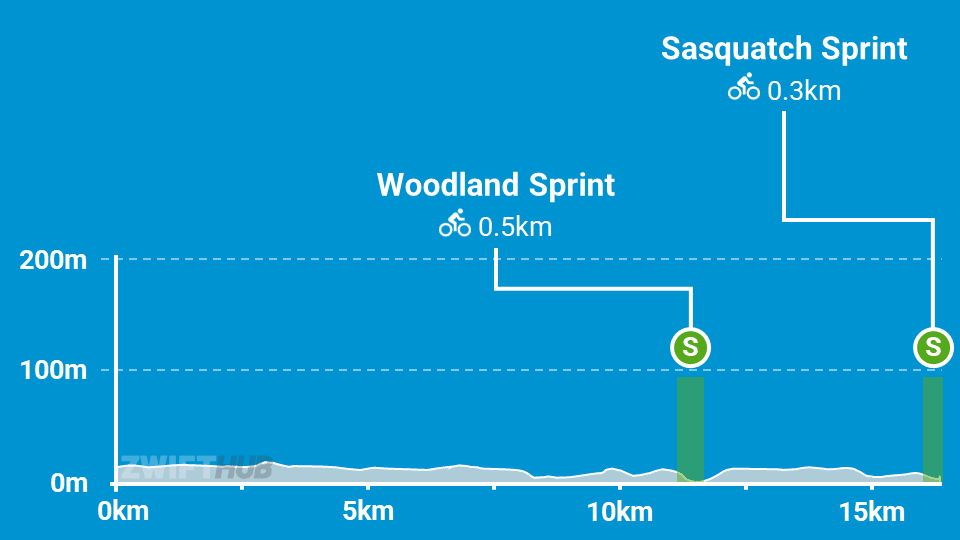 Sasquatch Sprint
0.3km
Woodland Sprint
0.5km
200m
S
S
100m
ZWIFTHUB
0m
0km
5km
10km
15km